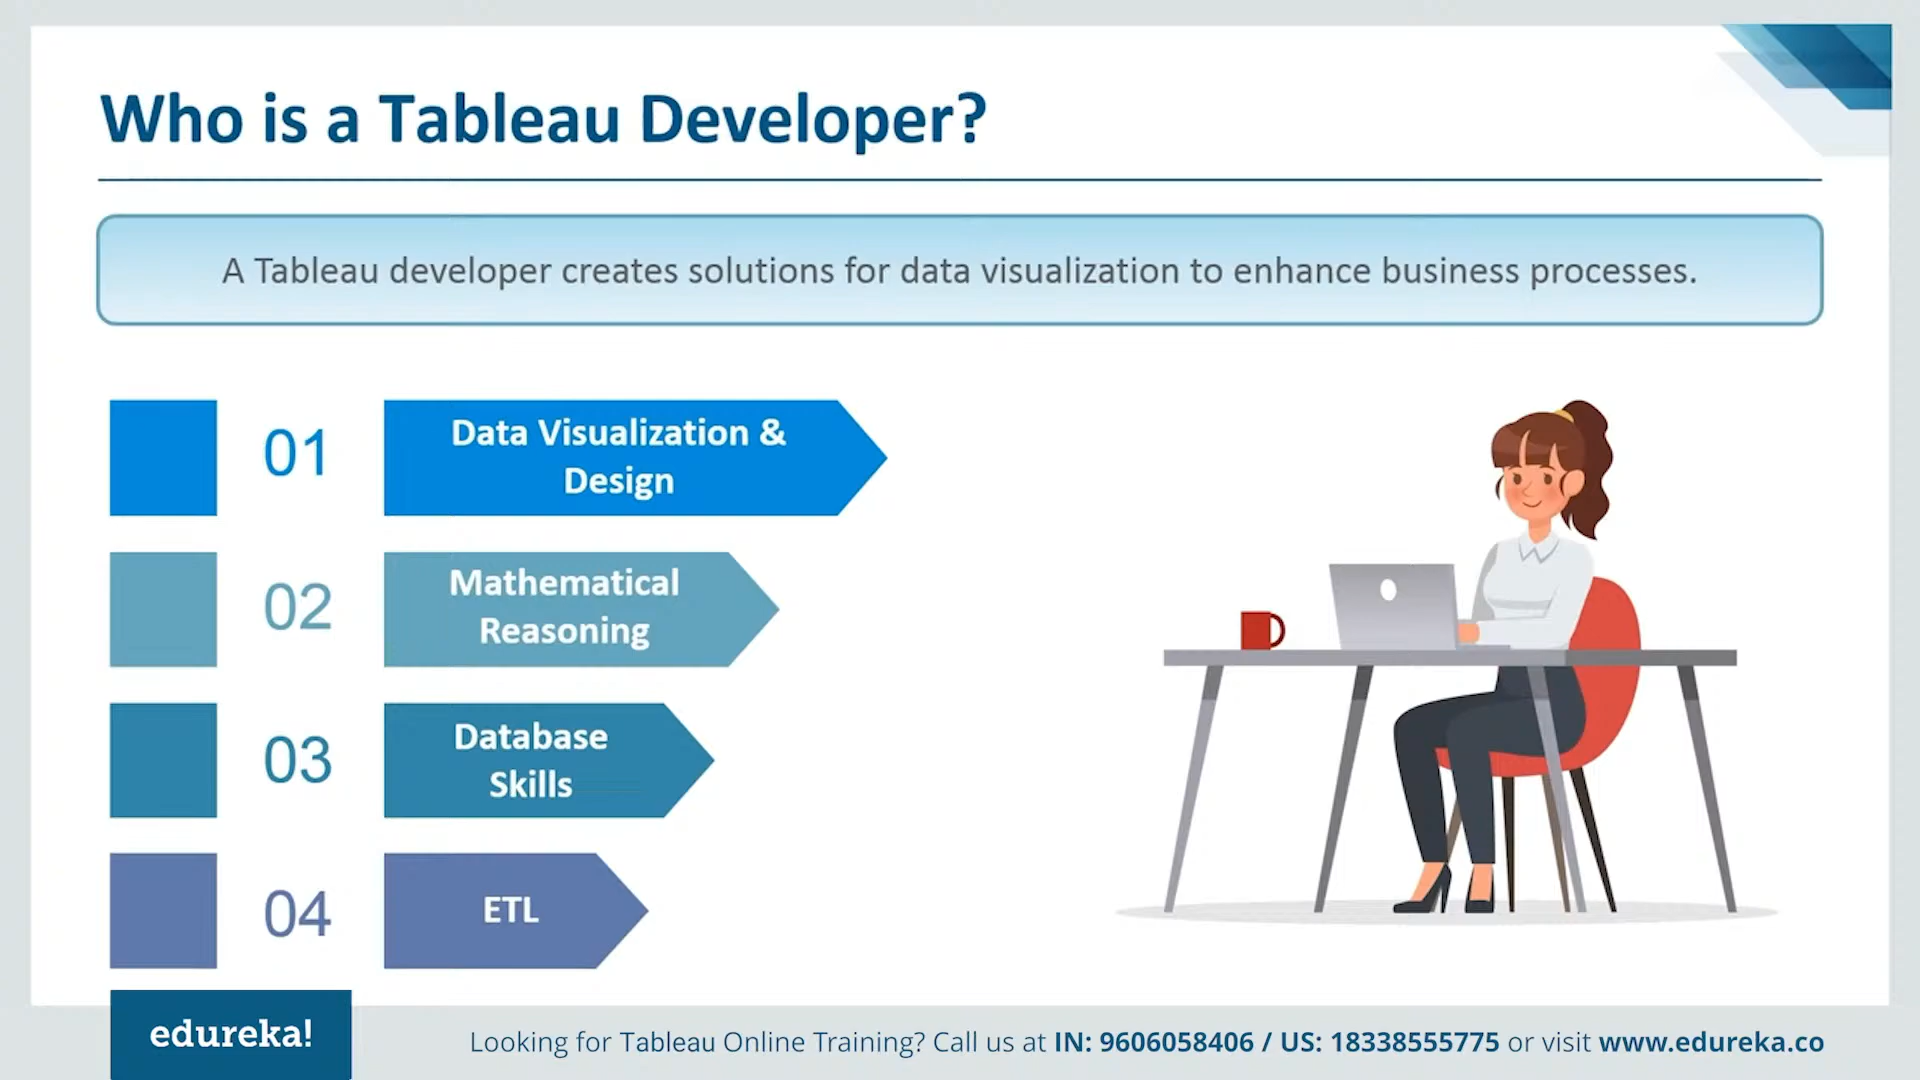 Who is a Tableau Developer?
A Tableau developer creates solutions for data visualization to enhance business processes.
01
Data Visualization &
Design
02
Mathematical
Reasoning
03
Database
Skills
04
ETL
edureka!
Looking for Tableau Online Training? Call us at IN: 9606058406 / US: 18338555775 or visit www.edureka.co